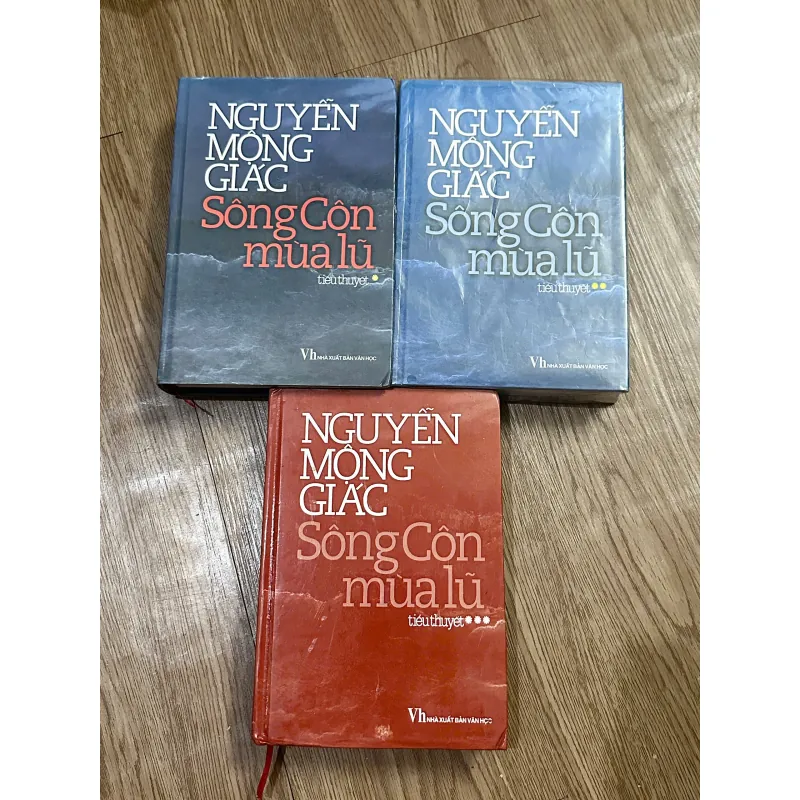 NGUYỄN
MỘNG
GIÁC
Sông Côn
mùa lũ
tiểu thuyết
Vh NHÀ XUẤT BẢN VĂN HỌC
NGUYỄN
MỘNG
GIÁC
Sông Côn
mùa lũ
tiểu thuyết
Vh NHÀ XUẤT BẢN VĂN HỌC
NGUYỄN
MỘNG
GIÁC
Sông Côn
mùa lũ
tiểu thuyết ***
Vh NHÀ XUẤT BẢN VĂN HỌC